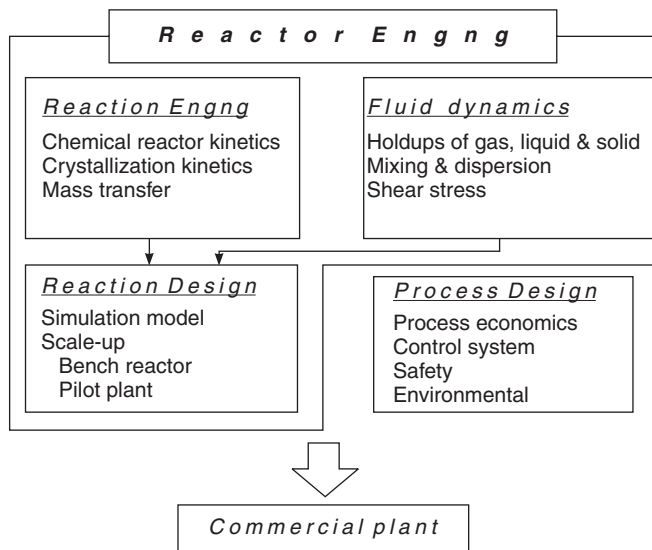 Reactor Engng
Reaction Engng
Chemical reactor kinetics
Crystallization kinetics
Mass transfer
Fluid dynamics
Holdups of gas, liquid & solid
Mixing & dispersion
Shear stress
Reaction Design
Simulation model
Scale-up
Bench reactor
Pilot plant
Process Design
Process economics
Control system
Safety
Environmental
Commercial plant